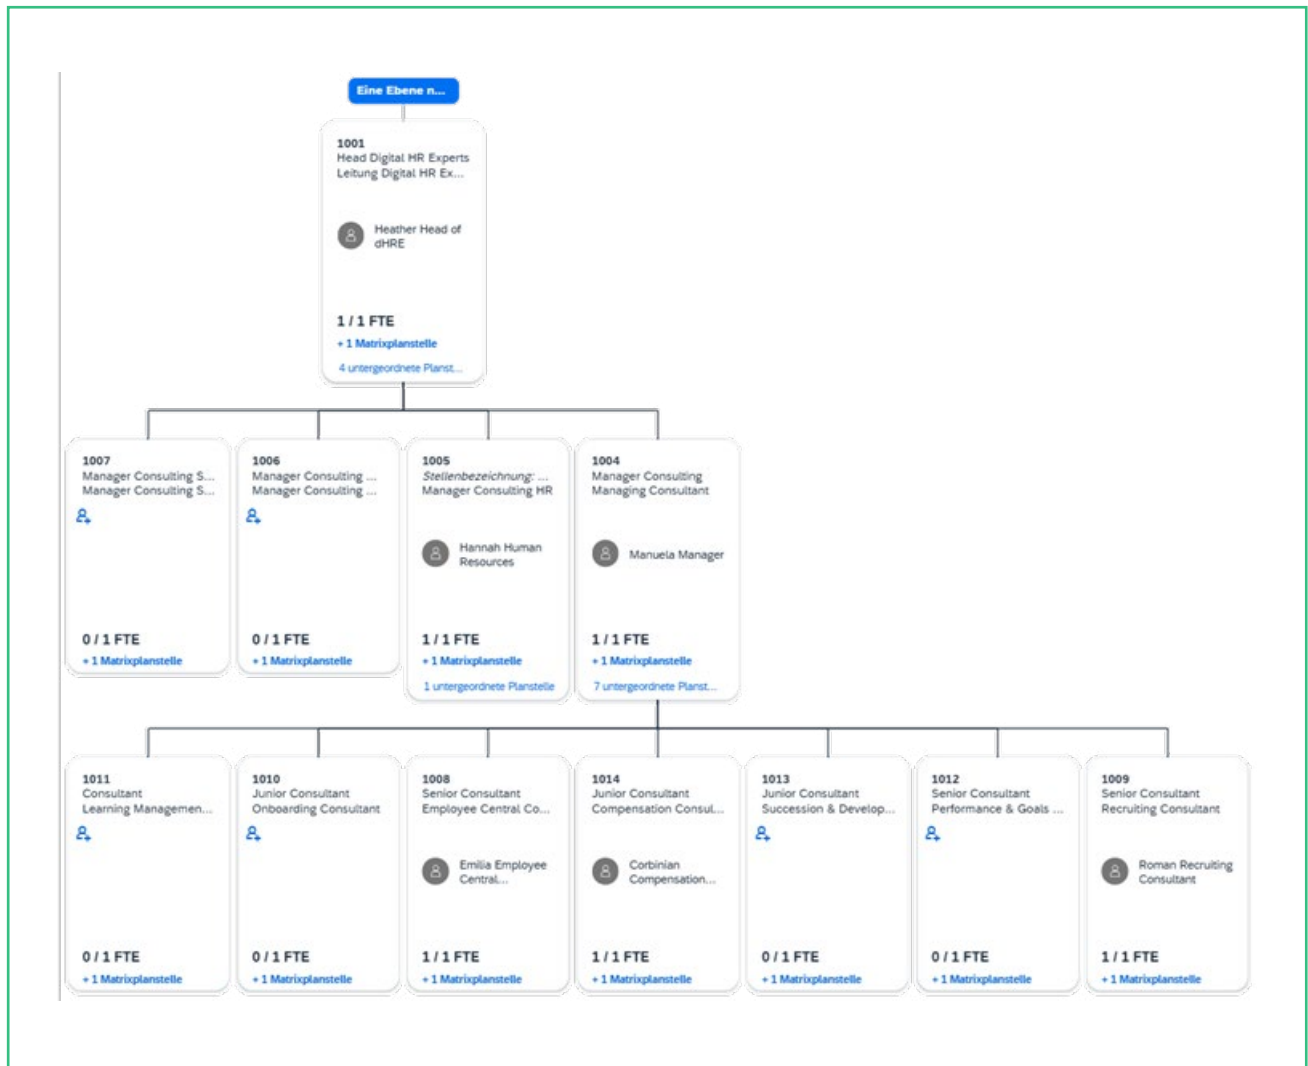 Eine Ebene n...
1001
Head Digital HR Experts
Leitung Digital HR Ex...
Heather Head of
dHRE
1 / 1 FTE
+ 1 Matrixplanstelle
4 untergeordnete Planst...
1007
Manager Consulting S...
Manager Consulting S...
0 / 1 FTE
+ 1 Matrixplanstelle
1006
Manager Consulting ...
Manager Consulting ...
0 / 1 FTE
+ 1 Matrixplanstelle
1005
Stellenbezeichnung: ...
Manager Consulting HR
Hannah Human
Resources
1 / 1 FTE
+ 1 Matrixplanstelle
1 untergeordnete Planstelle
1004
Manager Consulting
Managing Consultant
Manuela Manager
1 / 1 FTE
+ 1 Matrixplanstelle
7 untergeordnete Planst...
1011
Consultant
Learning Managemen...
0 / 1 FTE
+ 1 Matrixplanstelle
1010
Junior Consultant
Onboarding Consultant
0 / 1 FTE
+ 1 Matrixplanstelle
1008
Senior Consultant
Employee Central Co...
Emilia Employee
Central...
1 / 1 FTE
+ 1 Matrixplanstelle
1014
Junior Consultant
Compensation Consul...
Corbinian
Compensation...
1 / 1 FTE
+ 1 Matrixplanstelle
1013
Junior Consultant
Succession & Develop...
0 / 1 FTE
+ 1 Matrixplanstelle
1012
Senior Consultant
Performance & Goals ...
0 / 1 FTE
+ 1 Matrixplanstelle
1009
Senior Consultant
Recruiting Consultant
Roman Recruiting
Consultant
1 / 1 FTE
+ 1 Matrixplanstelle